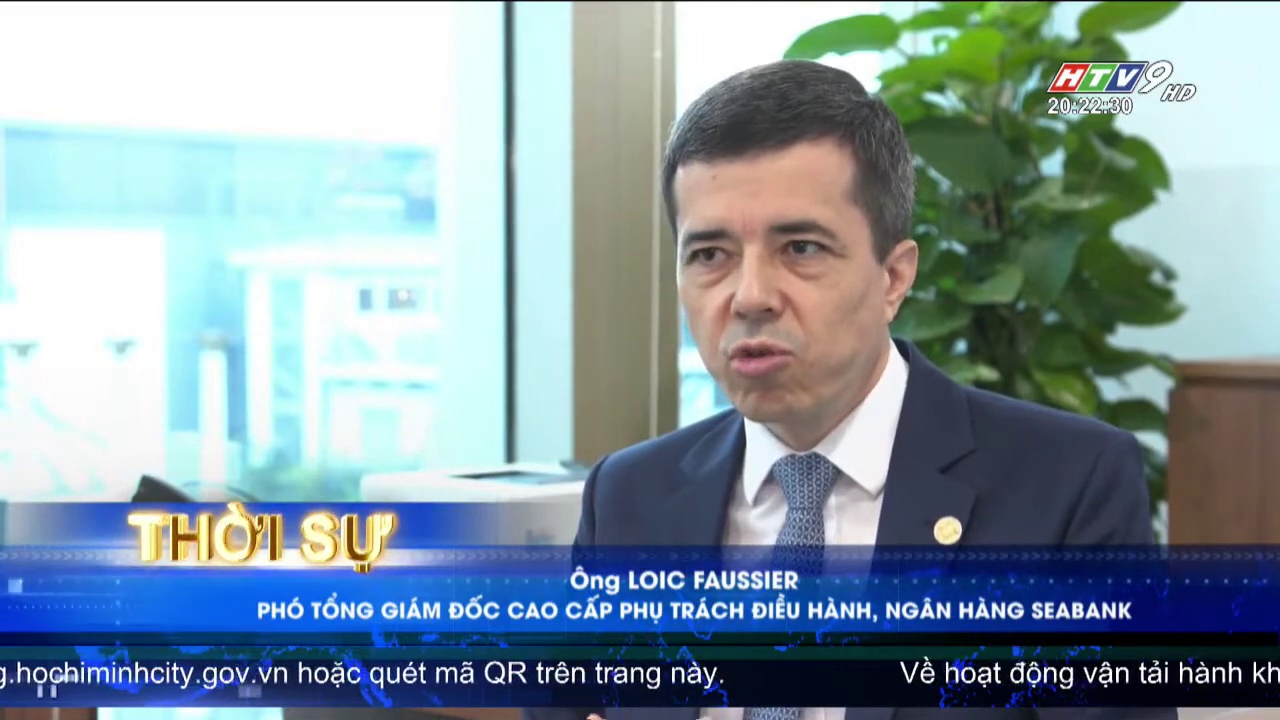 HTV9 HD
20:22:30
THỜI SỰ
Ông LOIC FAUSSIER
PHÓ TỔNG GIÁM ĐỐC CAO CẤP PHỤ TRÁCH ĐIỀU HÀNH, NGÂN HÀNG SEABANK
g.hochiminhcity.gov.vn hoặc quét mã QR trên trang này. Về hoạt động vận tải hành kh